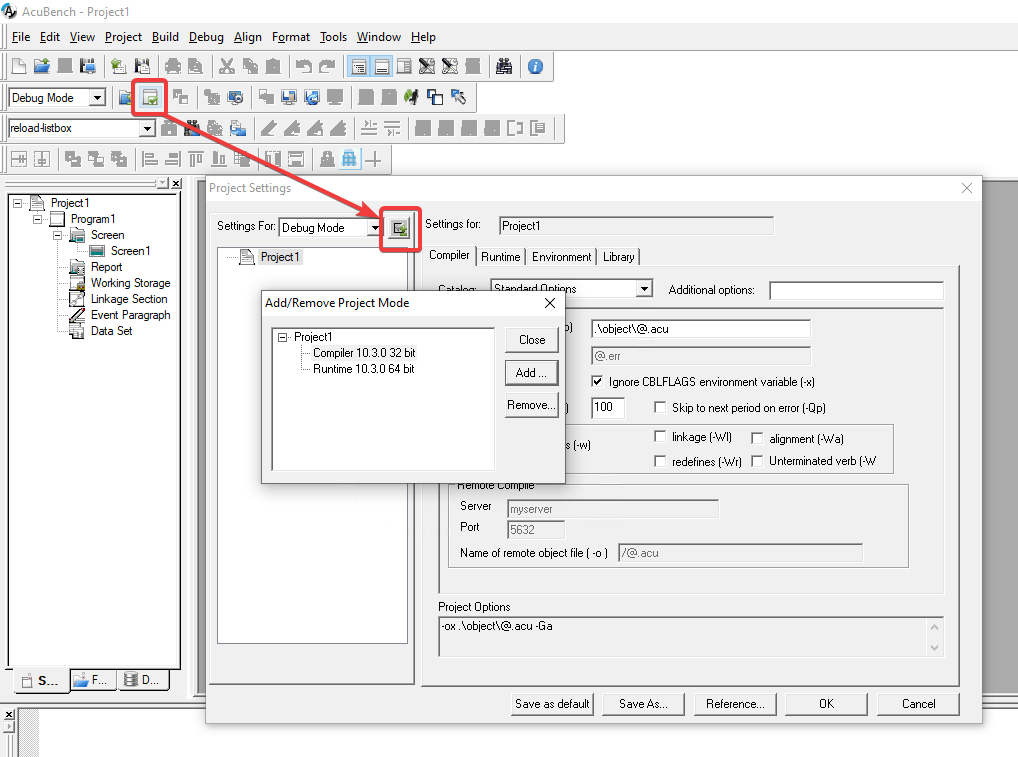 AcuBench - Project1
File Edit View Project Build Debug Align Format Tools Window Help
Debug Mode
reload-listbox
Project1
Program1
Screen
Screen1
Report
Working Storage
Linkage Section
Event Paragraph
Data Set
S... F... D...
Project Settings
Settings For: Debug Mode
Project1
Settings for: Project1
Compiler Runtime Environment Library
Catalog: Standard Options Additional options:
Add/Remove Project Mode
Project1
Compiler 10.3.0 32 bit
Runtime 10.3.0 64 bit
Close
Add ...
Remove...
.\object\@.acu
@.err
Ignore CBLFLAGS environment variable (-x)
100 Skip to next period on error (-Qp)
s (-w) linkage (-Wl) alignment (-Wa)
redefines (-Wr) Unterminated verb (-W
Remote Compile
Server myserver
Port 5632
Name of remote object file ( -o ) /@.acu
Project Options
-ox .\object\@.acu -Ga
Save as default Save As... Reference... OK Cancel